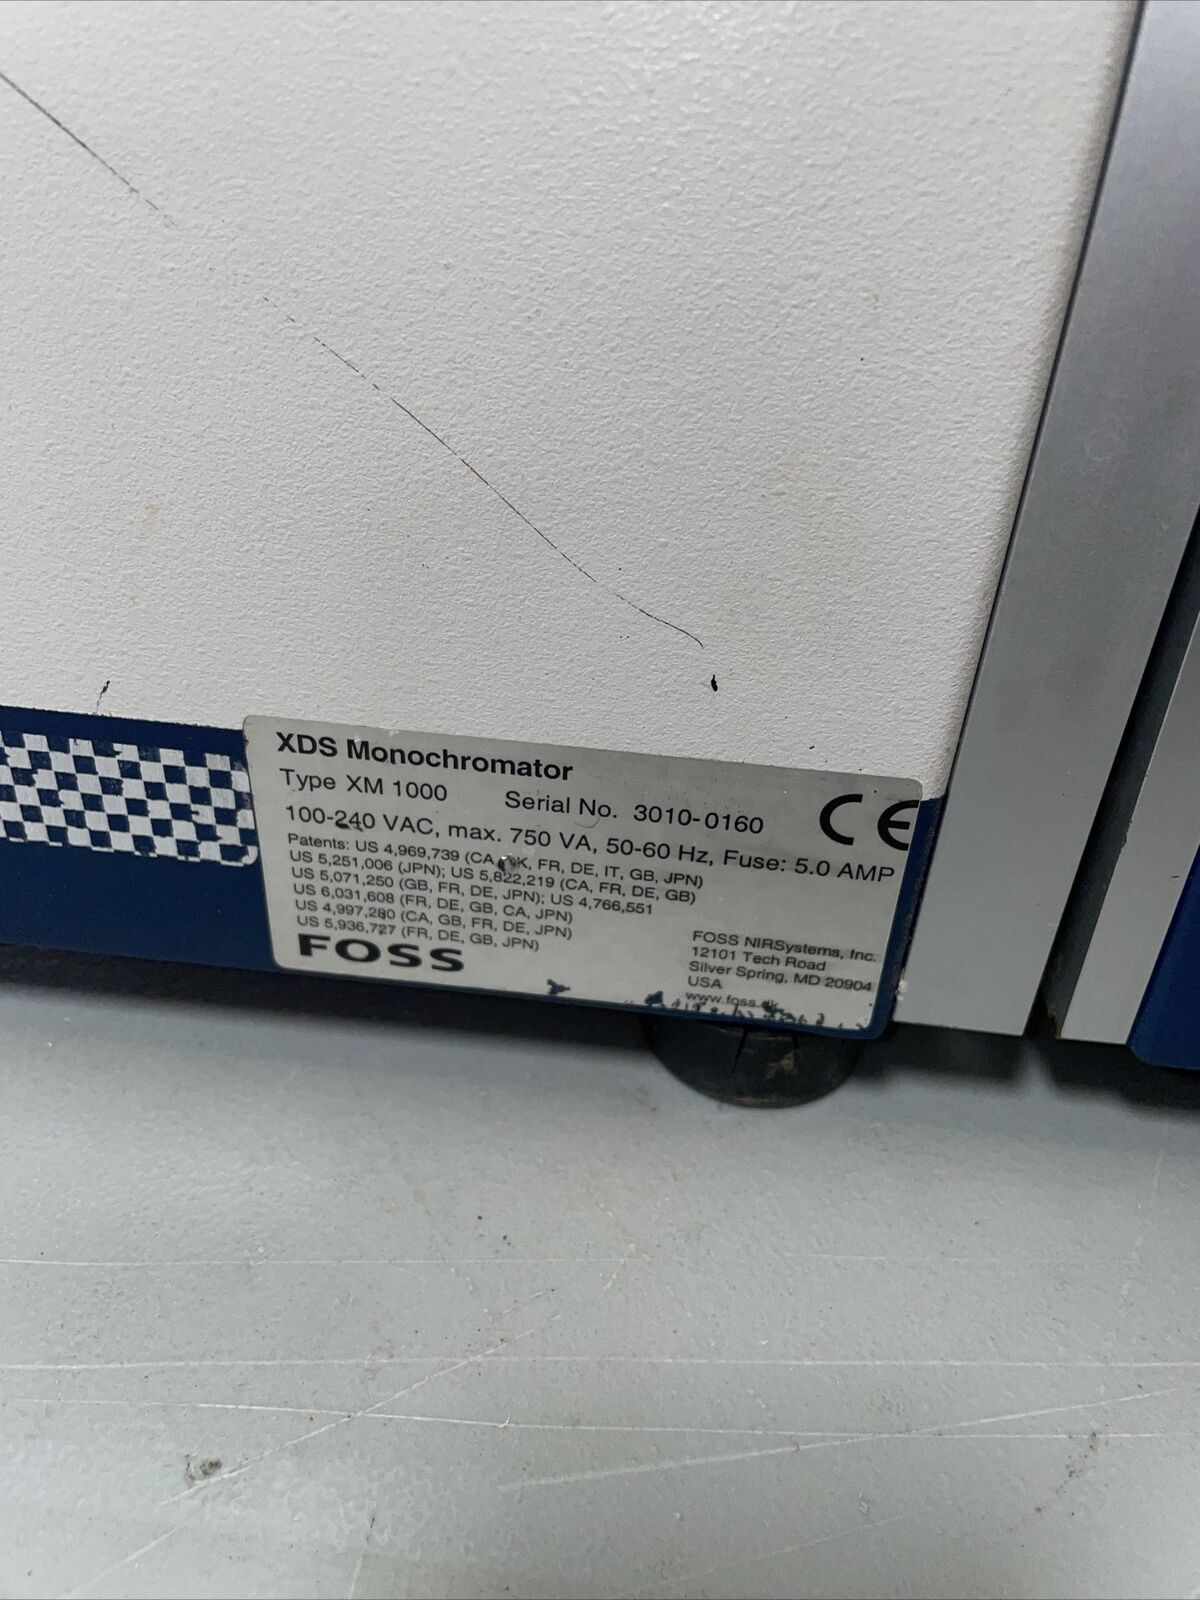 XDS Monochromator
Type XM 1000 Serial No. 3010-0160
CE
100-240 VAC, max. 750 VA, 50-60 Hz, Fuse: 5.0 AMP
Patents: US 4,969,739 (CA, DK, FR, DE, IT, GB, JPN)
US 5,251,006 (JPN); US 5,822,219 (CA, FR, DE, GB)
US 5,071,250 (GB, FR, DE, JPN); US 4,766,551
US 6,031,608 (FR, DE, GB, CA, JPN)
US 4,997,280 (CA, GB, FR, DE, JPN)
US 5,936,727 (FR, DE, GB, JPN)
FOSS
FOSS NIRSystems, Inc.
12101 Tech Road
Silver Spring, MD 20904
USA
www.foss.dk